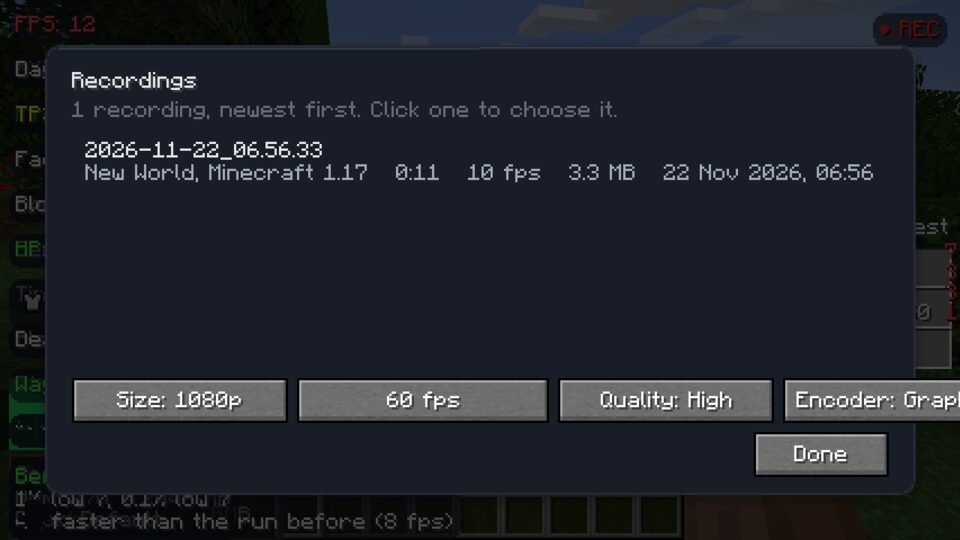 FPS: 12
REC
Recordings
1 recording, newest first. Click one to choose it.
2026-11-22_06.56.33
New World, Minecraft 1.17 0:11 10 fps 3.3 MB 22 Nov 2026, 06:56
Size: 1080p
60 fps
Quality: High
Encoder: Grap
Done
faster than the run before (8 fps)